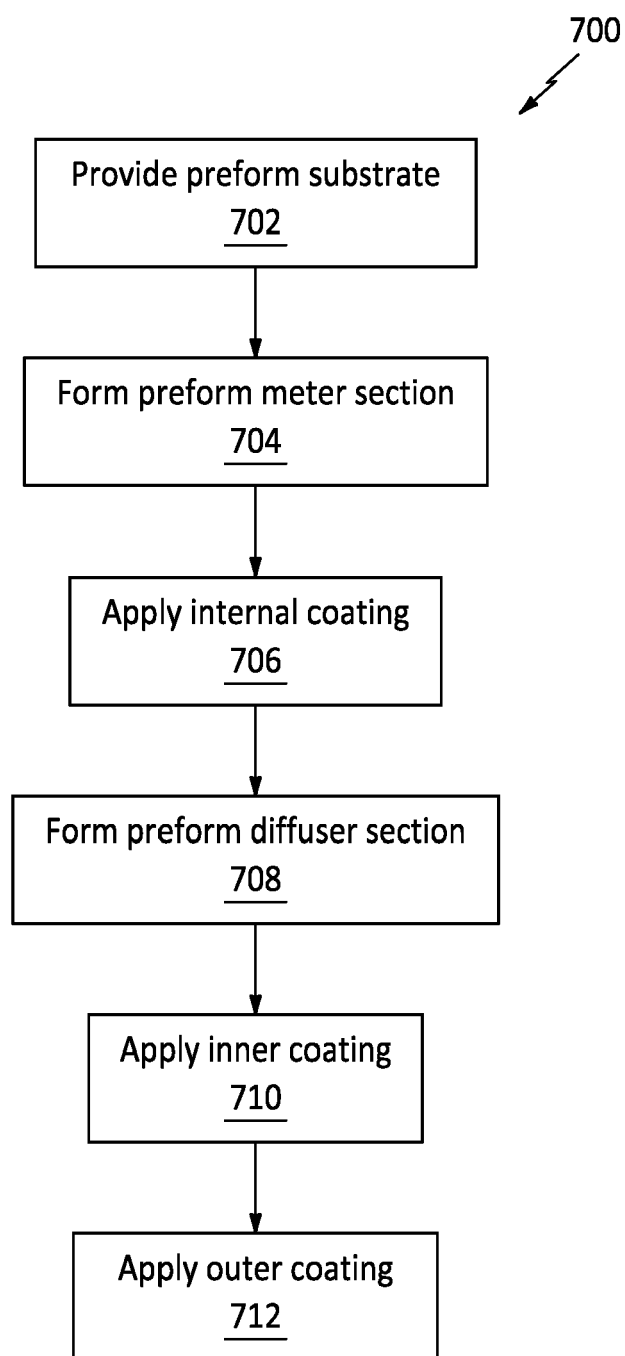 700
Provide preform substrate
702
Form preform meter section
704
Apply internal coating
706
Form preform diffuser section
708
Apply inner coating
710
Apply outer coating
712